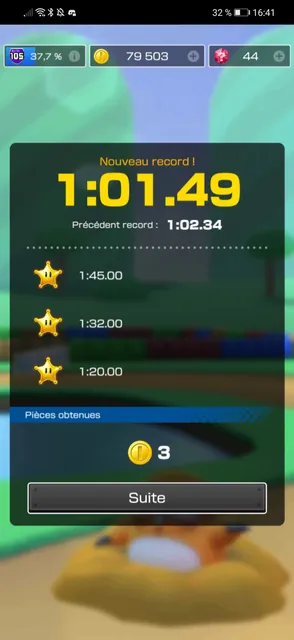 32 % 16:41
105 37,7 % i 79 503 + 44 +
Nouveau record !
1:01.49
Précédent record : 1:02.34
1:45.00
1:32.00
1:20.00
Pièces obtenues
3
Suite